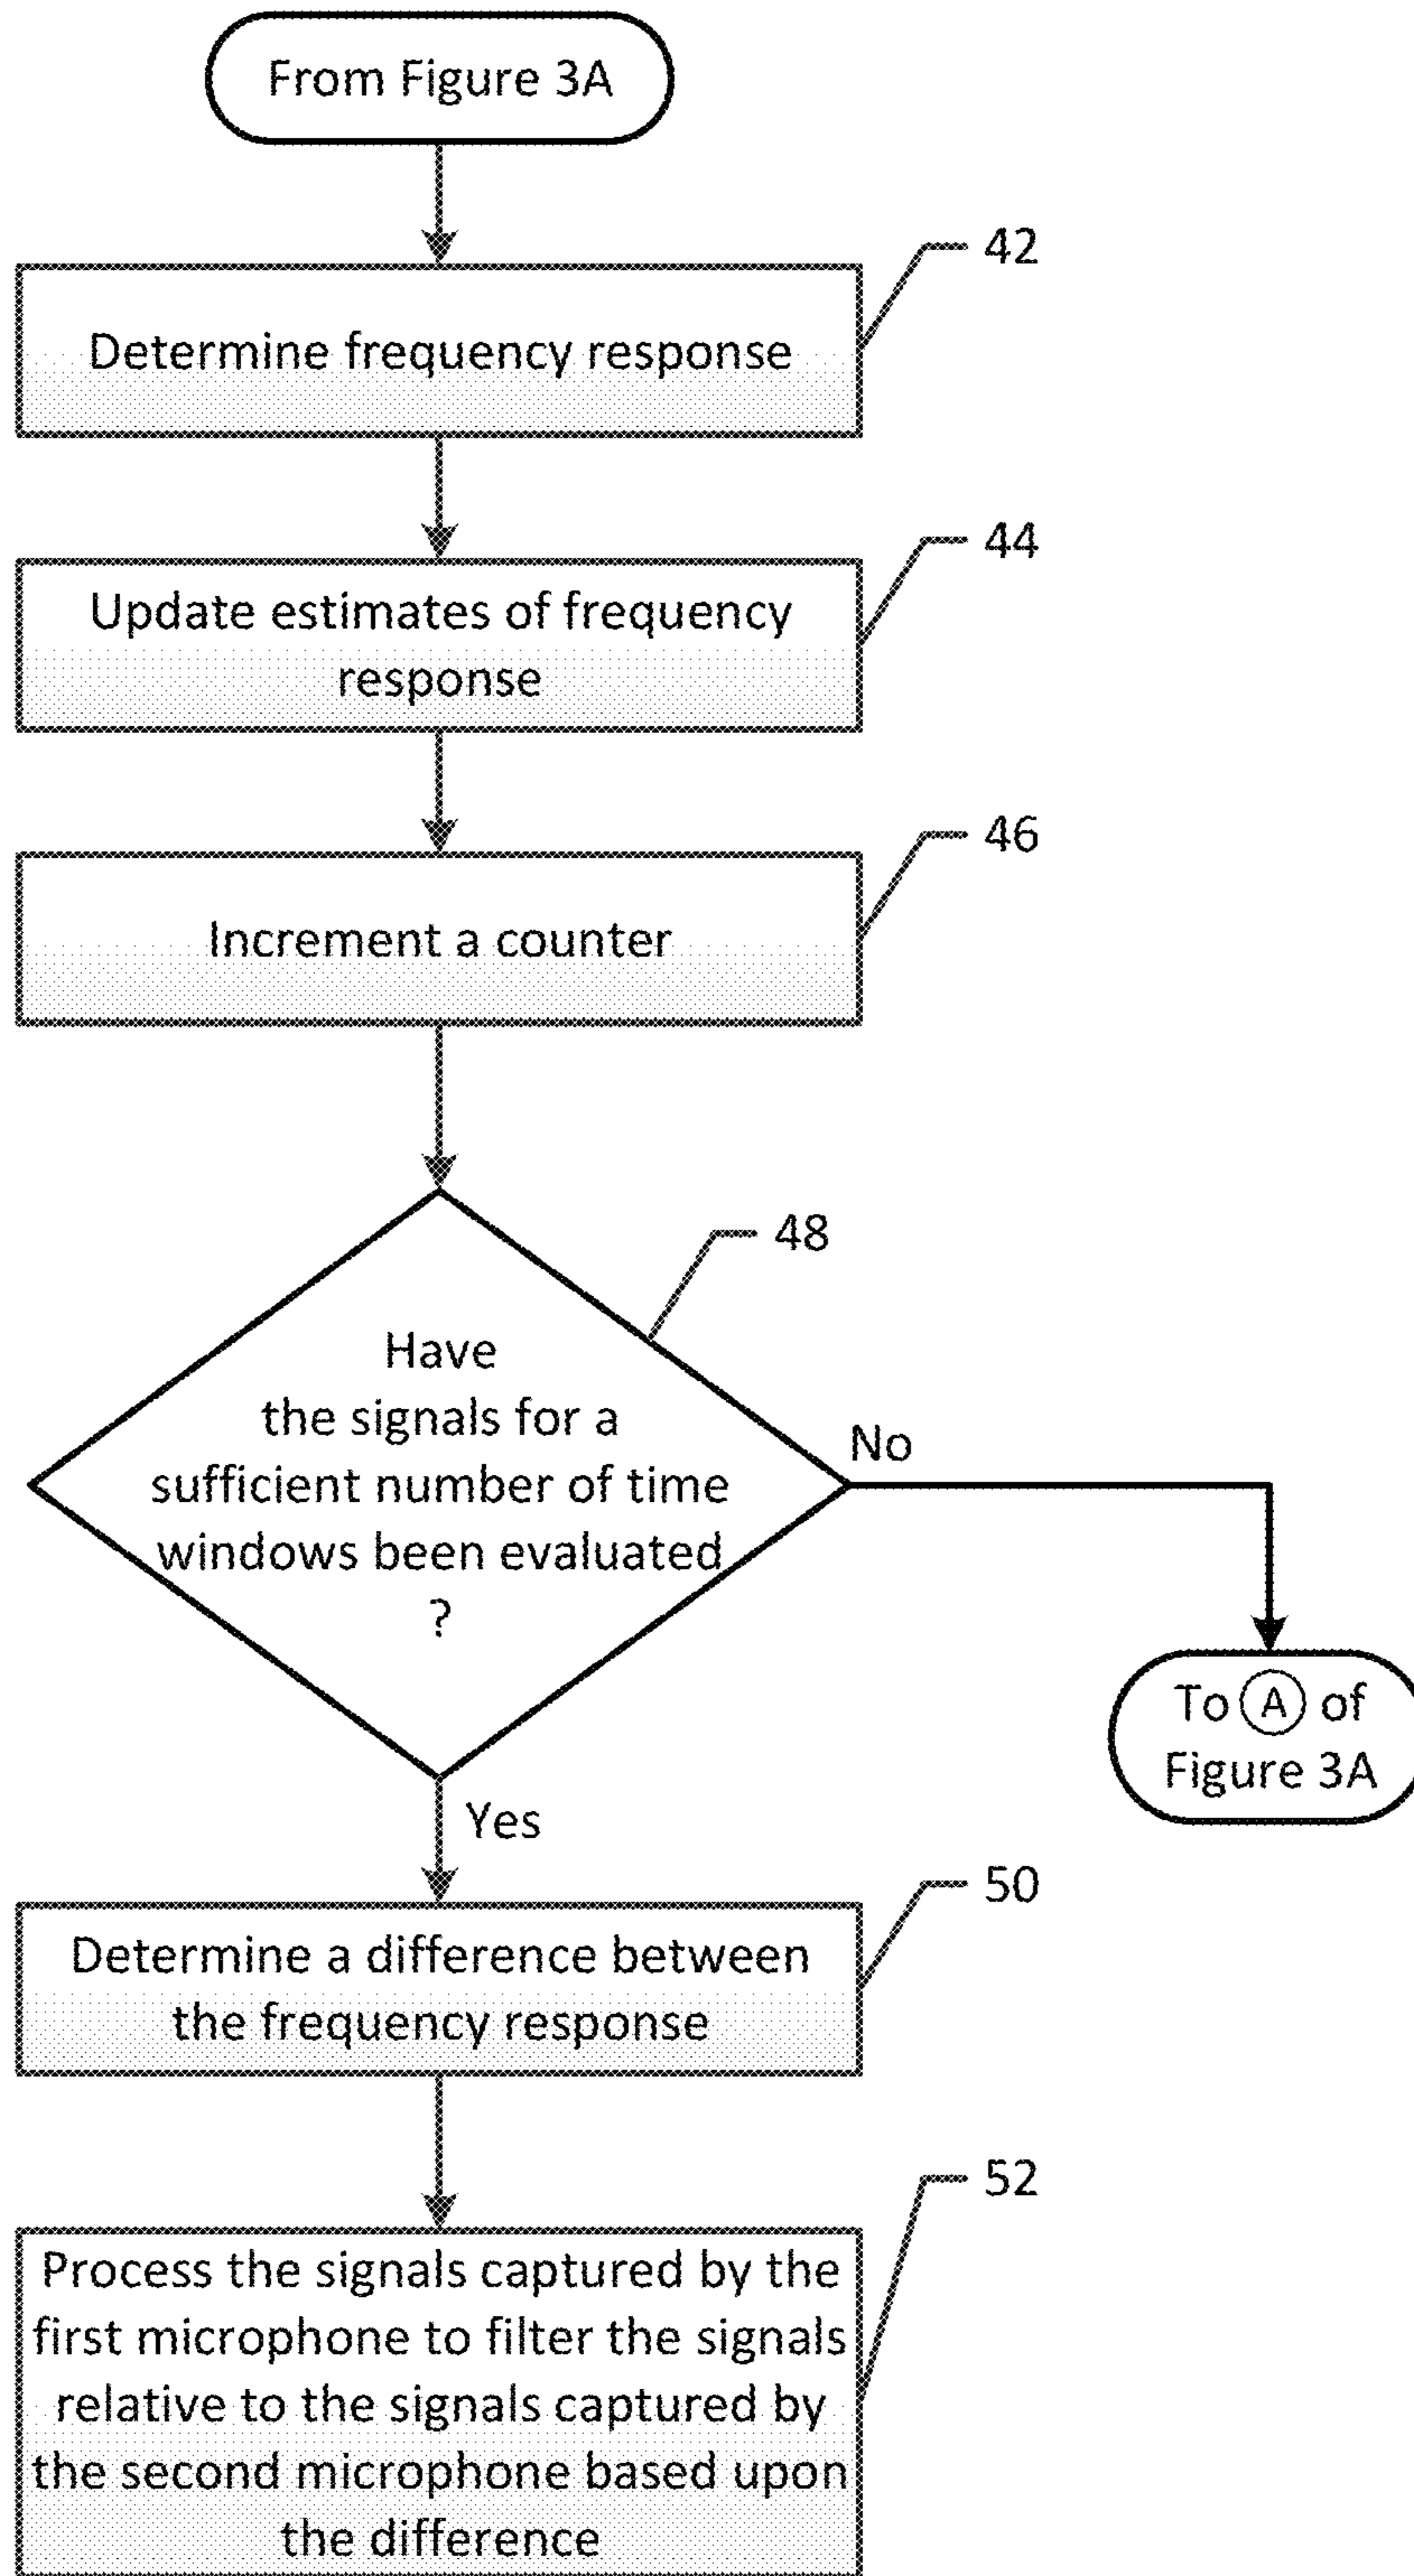 From Figure 3A
42
Determine frequency response
44
Update estimates of frequency
response
46
Increment a counter
48
Have
the signals for a
sufficient number of time
windows been evaluated
?
No
To A of
Figure 3A
Yes
50
Determine a difference between
the frequency response
52
Process the signals captured by the
first microphone to filter the signals
relative to the signals captured by
the second microphone based upon
the difference